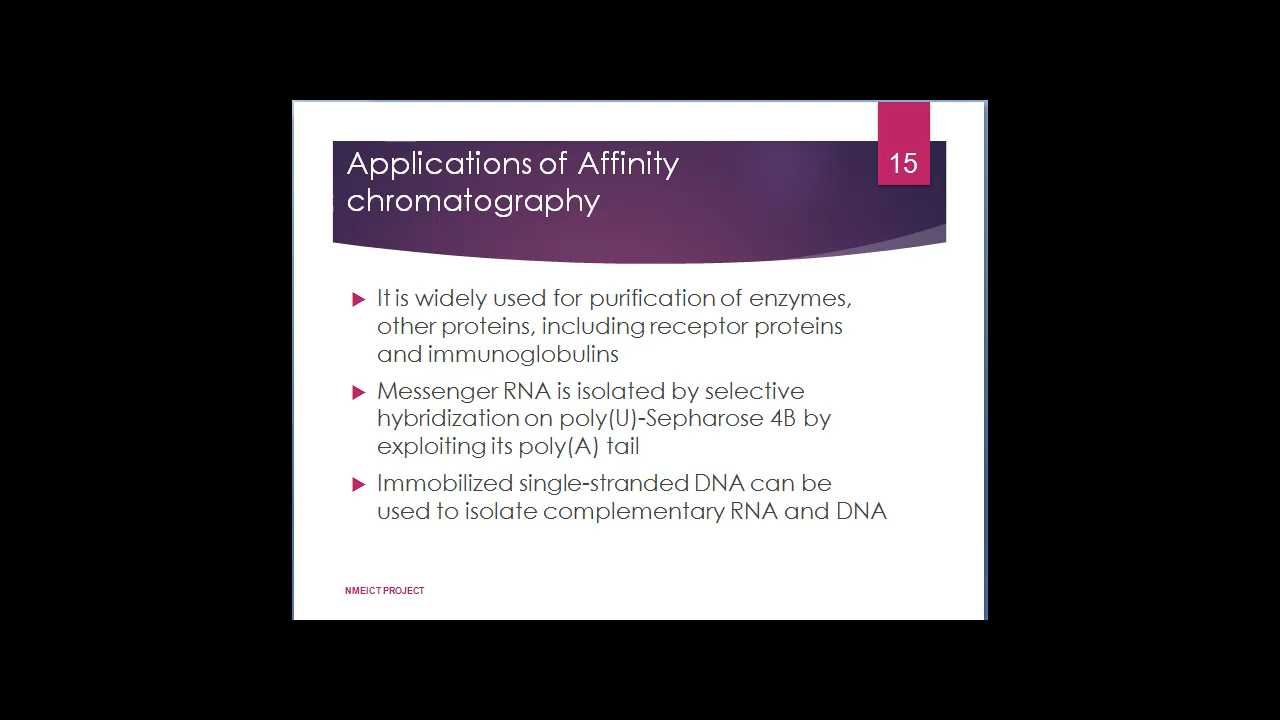 Applications of Affinity
chromatography
15
It is widely used for purification of enzymes,
other proteins, including receptor proteins
and immunoglobulins
Messenger RNA is isolated by selective
hybridization on poly(U)-Sepharose 4B by
exploiting its poly(A) tail
Immobilized single-stranded DNA can be
used to isolate complementary RNA and DNA
NMEICT PROJECT